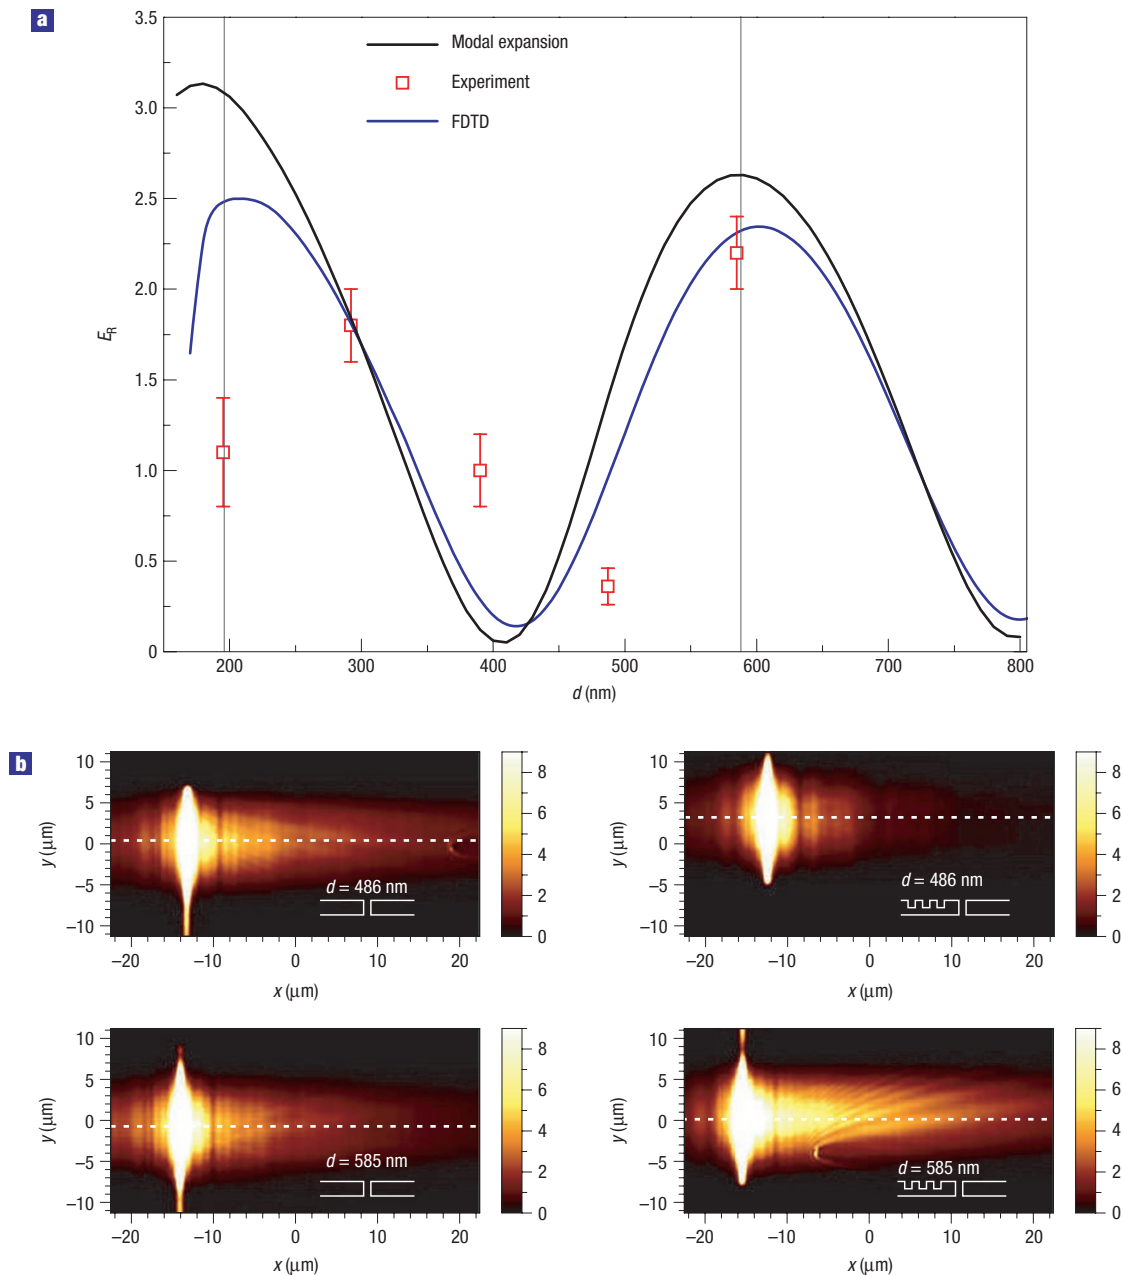 a
3.5
3.0
2.5
2.0
1.5
1.0
0.5
0
E_R
Modal expansion
Experiment
FDTD
200 300 400 500 600 700 800
d (nm)
b
10
5
0
–5
–10
y (μm)
d = 486 nm
8
6
4
2
0
–20 –10 0 10 20
x (μm)
10
5
0
–5
–10
y (μm)
d = 486 nm
8
6
4
2
0
–20 –10 0 10 20
x (μm)
10
5
0
–5
–10
y (μm)
d = 585 nm
8
6
4
2
0
–20 –10 0 10 20
x (μm)
10
5
0
–5
–10
y (μm)
d = 585 nm
8
6
4
2
0
–20 –10 0 10 20
x (μm)